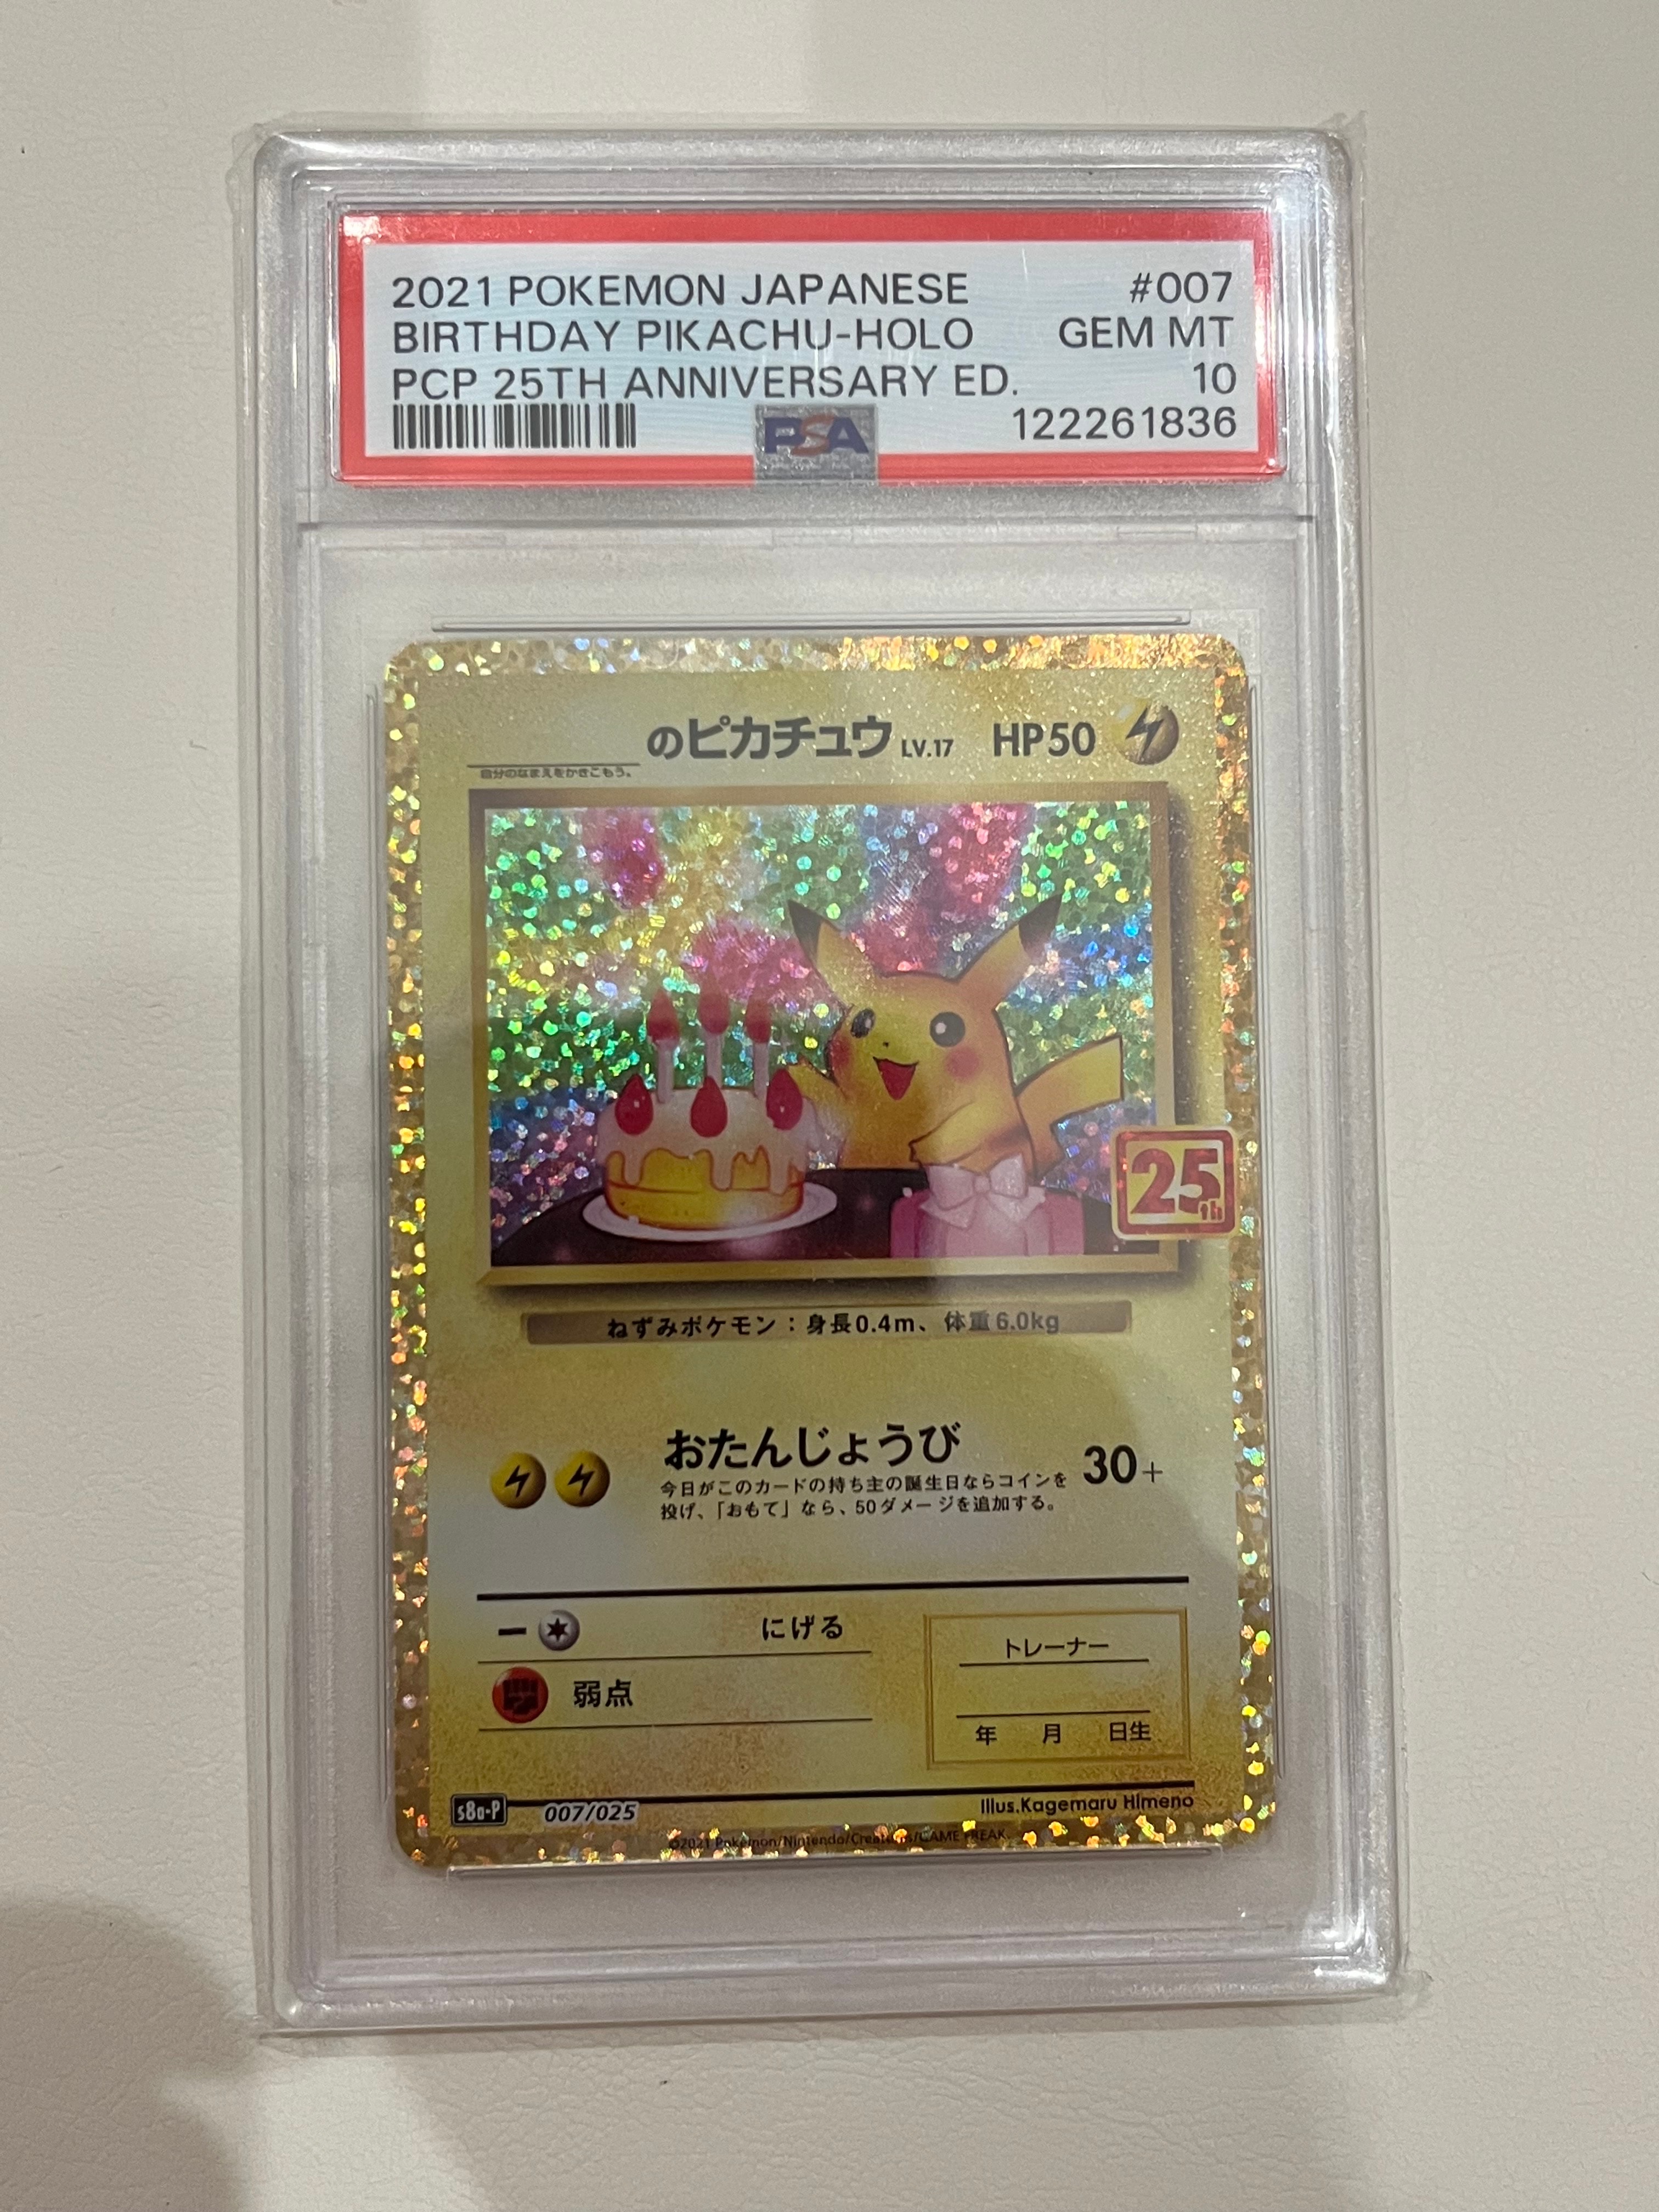 2021 POKEMON JAPANESE #007
BIRTHDAY PIKACHU-HOLO GEM MT
PCP 25TH ANNIVERSARY ED. 10
PSA 122261836
のピカチュウ LV.17 HP50
自分のなまえをかきこもう。
25th
ねずみポケモン：身長0.4m、体重6.0kg
おたんじょうび 30+
今日がこのカードの持ち主の誕生日ならコインを
投げ、「おもて」なら、50ダメージを追加する。
にげる
弱点
トレーナー
年 月 日生
s8a-P 007/025 Illus.Kagemaru Himeno
©2021 Pokémon/Nintendo/Creatures/GAME FREAK.